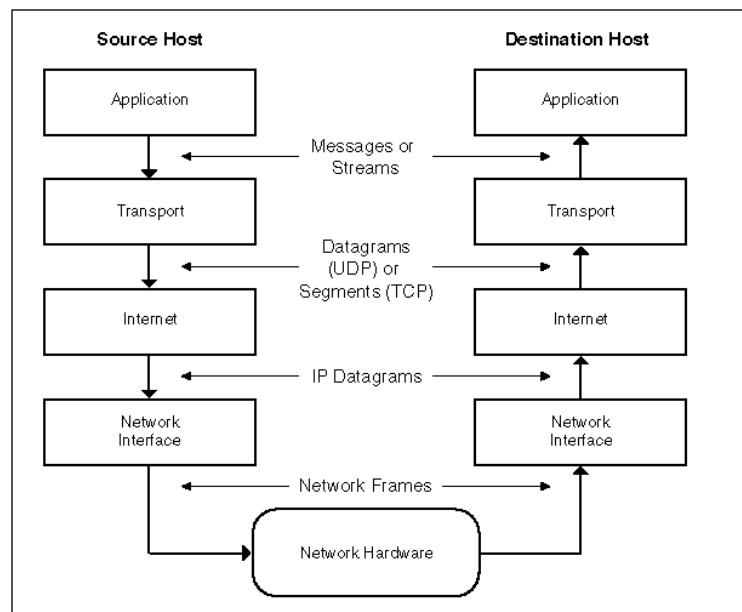 Source Host
Destination Host
Application
Application
Messages or
Streams
Transport
Transport
Datagrams
(UDP) or
Segments (TCP)
Internet
Internet
IP Datagrams
Network
Interface
Network
Interface
Network Frames
Network Hardware